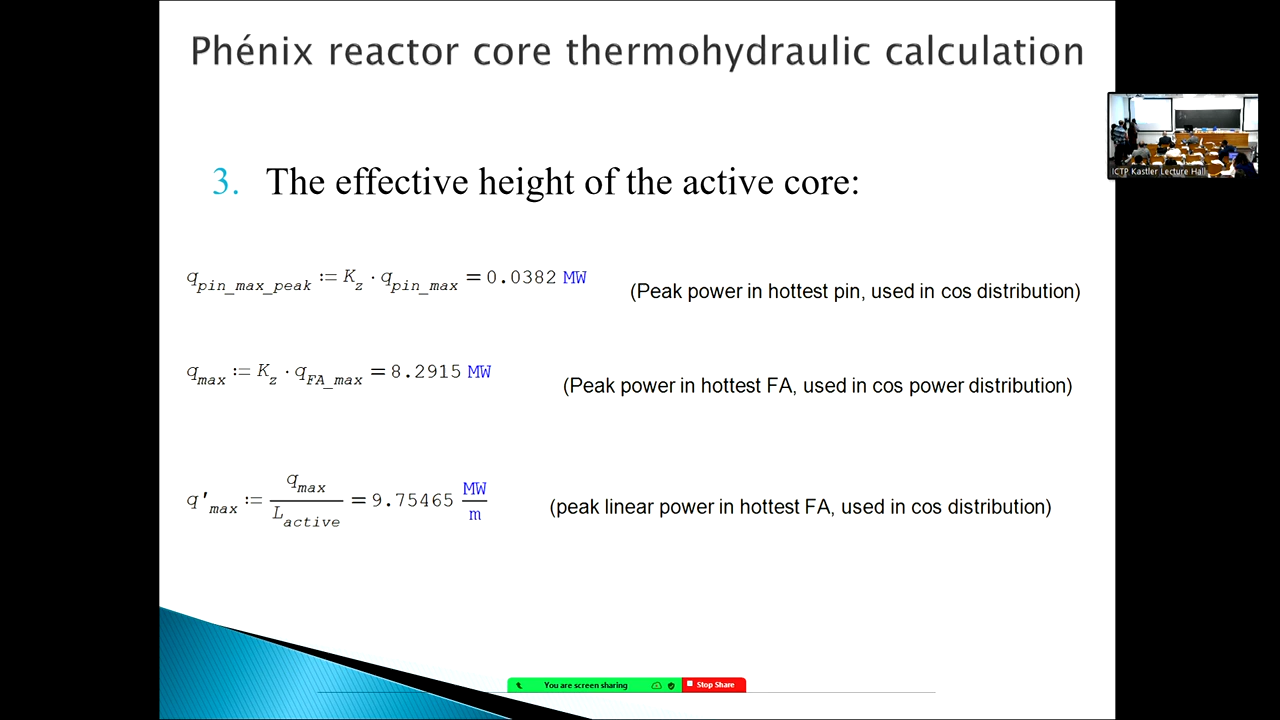 Phénix reactor core thermohydraulic calculation
3. The effective height of the active core:
q_pin_max_peak := K_z · q_pin_max = 0.0382 MW
(Peak power in hottest pin, used in cos distribution)
q_max := K_z · q_FA_max = 8.2915 MW
(Peak power in hottest FA, used in cos power distribution)
q'_max := q_max / L_active = 9.75465 MW / m
(peak linear power in hottest FA, used in cos distribution)
You are screen sharing
Stop Share
ICTP Kastler Lecture Hall